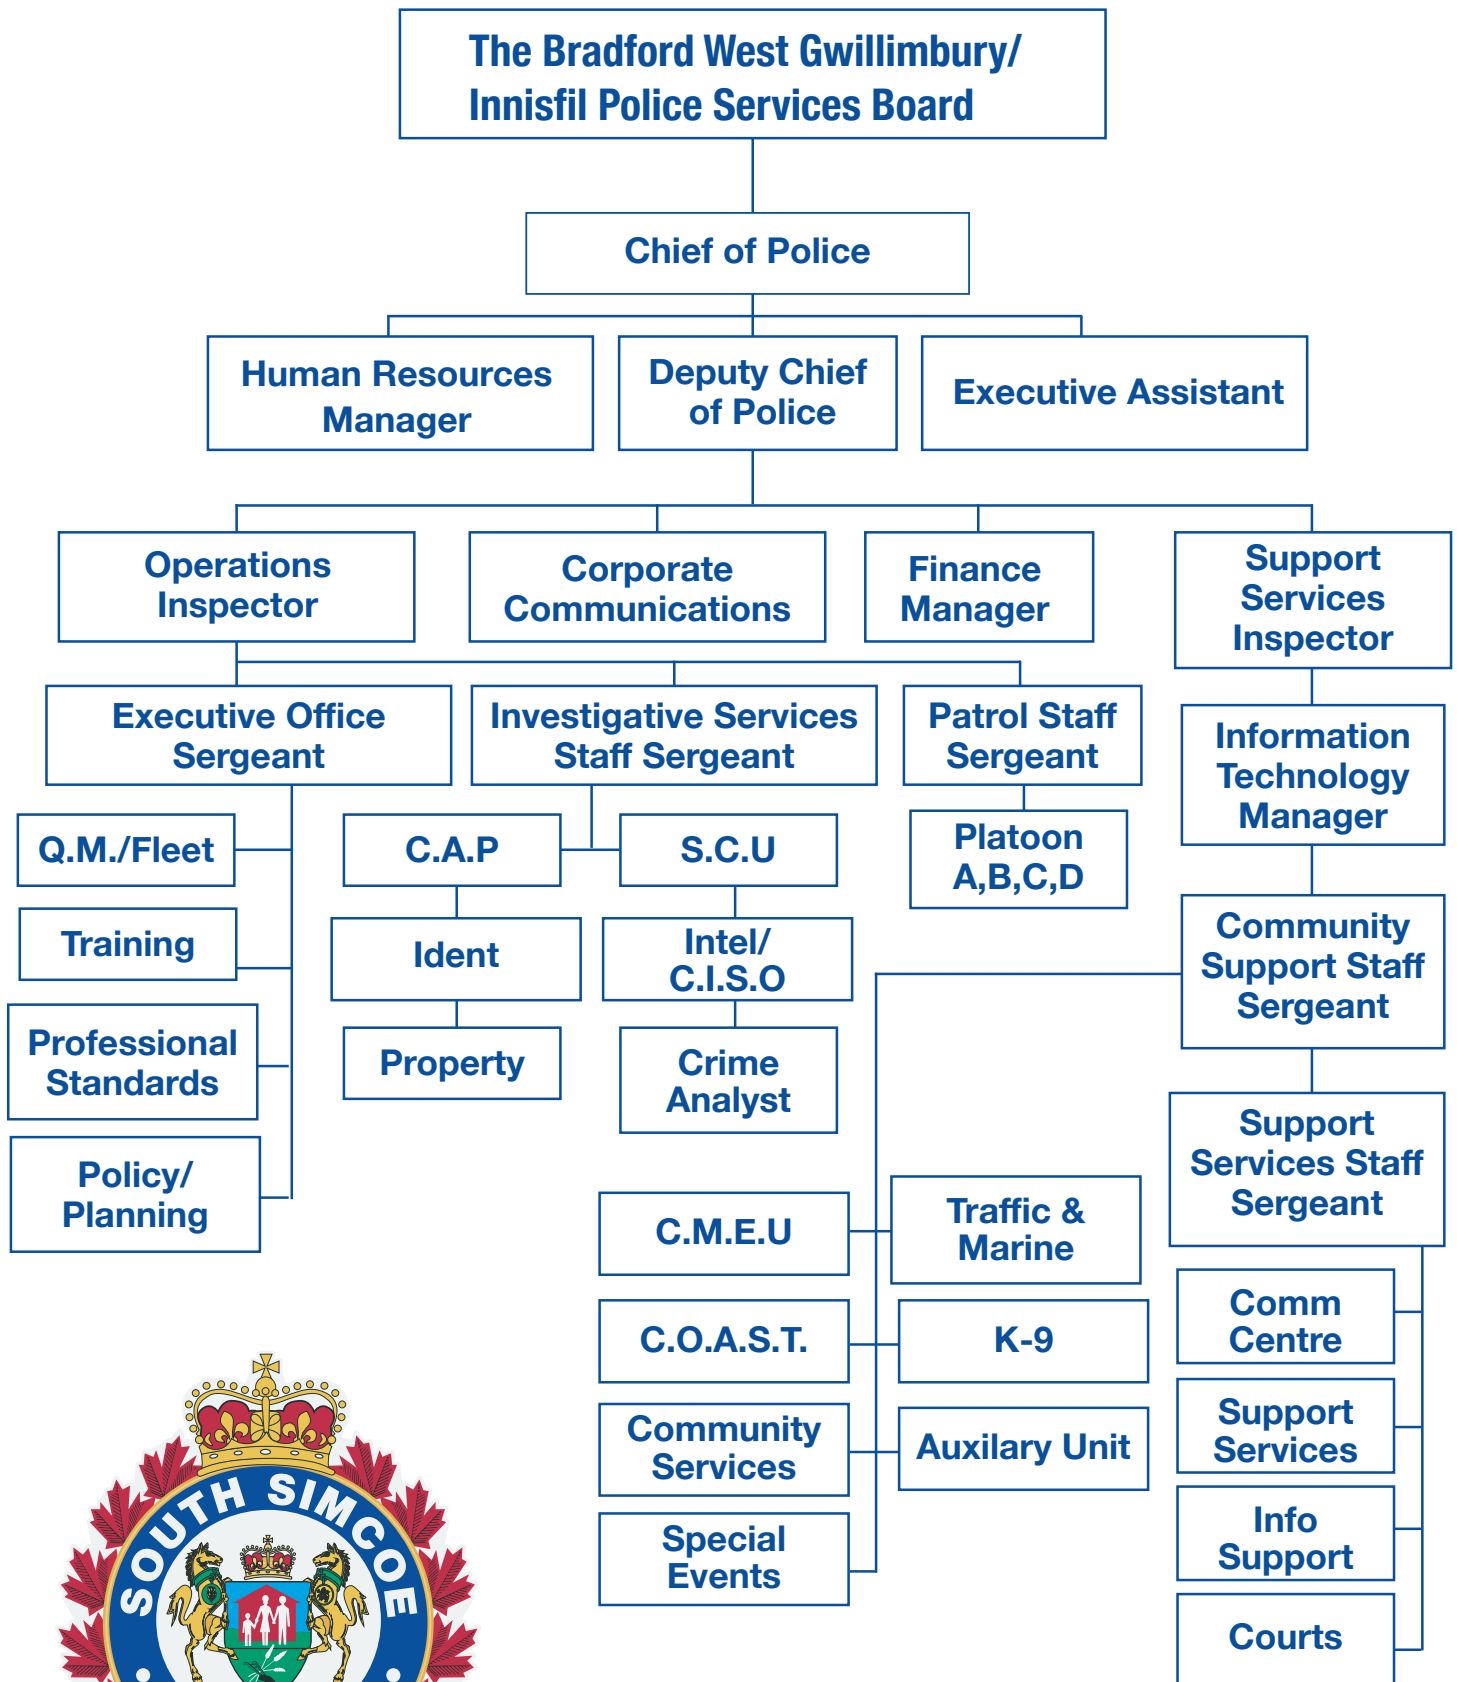 The Bradford West Gwillimbury/
Innisfil Police Services Board
Chief of Police
Human Resources
Manager
Deputy Chief
of Police
Executive Assistant
Operations
Inspector
Corporate
Communications
Finance
Manager
Support
Services
Inspector
Executive Office
Sergeant
Investigative Services
Staff Sergeant
Patrol Staff
Sergeant
Information
Technology
Manager
Q.M./Fleet
C.A.P
S.C.U
Platoon
A,B,C,D
Training
Ident
Intel/
C.I.S.O
Community
Support Staff
Sergeant
Professional
Standards
Property
Crime
Analyst
Policy/
Planning
Support
Services Staff
Sergeant
C.M.E.U
Traffic &
Marine
C.O.A.S.T.
K-9
Community
Services
Auxilary Unit
Special
Events
Comm
Centre
Support
Services
Info
Support
Courts
SOUTH SIMCOE